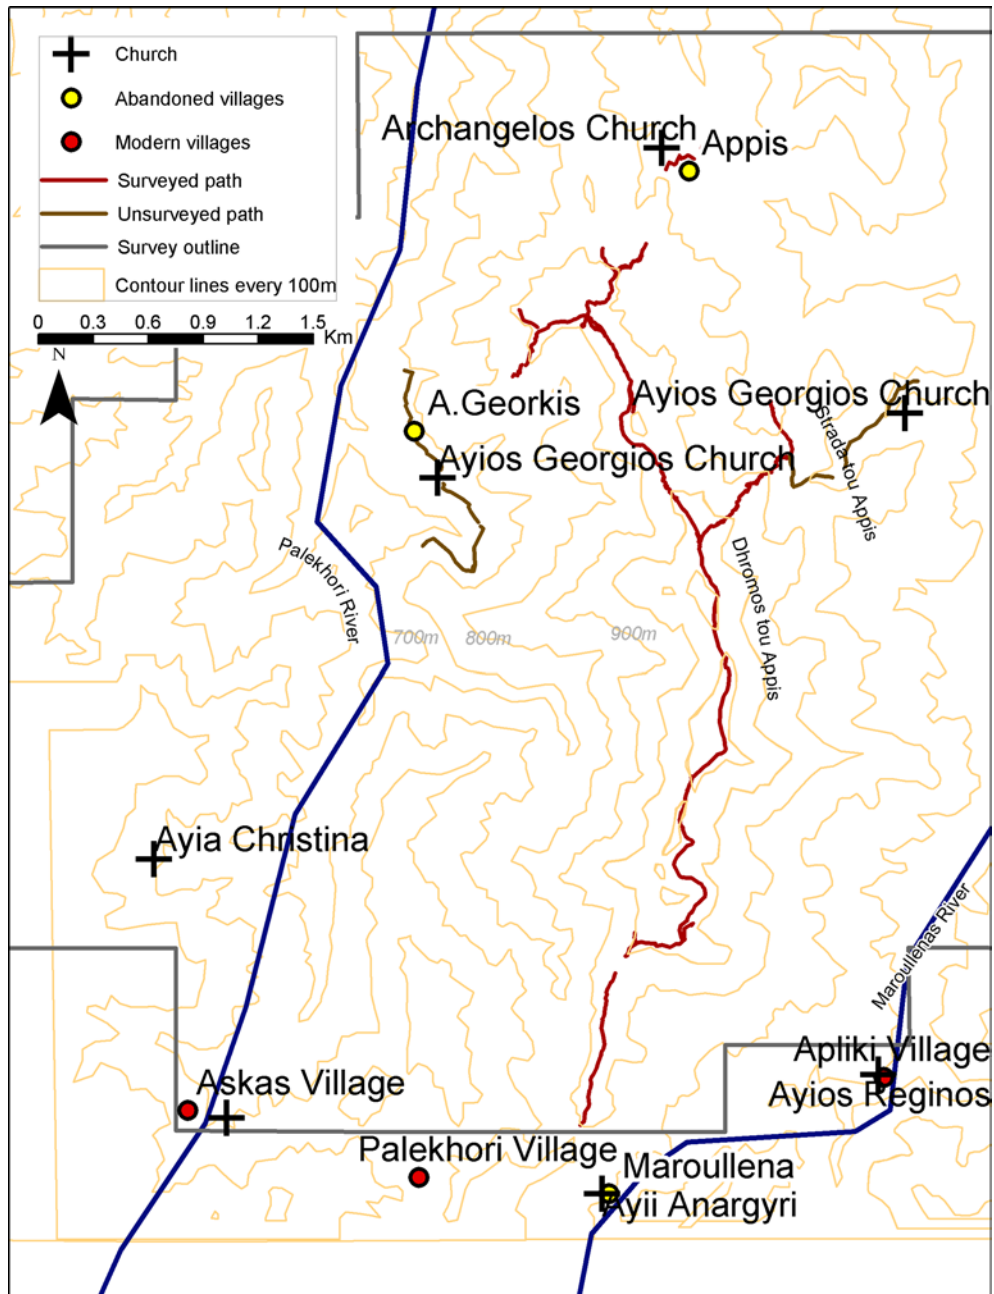 Church
Abandoned villages
Modern villages
Surveyed path
Unsurveyed path
Survey outline
Contour lines every 100m
0 0.3 0.6 0.9 1.2 1.5
Km
N
Archangelos Church
Appis
A.Georkis
Ayios Georgios Church
Ayios Georgios Church
Strada tou Appis
Palekhori River
Dhromos tou Appis
700m
800m
900m
Ayia Christina
Maroullenas River
Apliki Village
Ayios Reginos
Askas Village
Palekhori Village
Maroullena
Ayii Anargyri